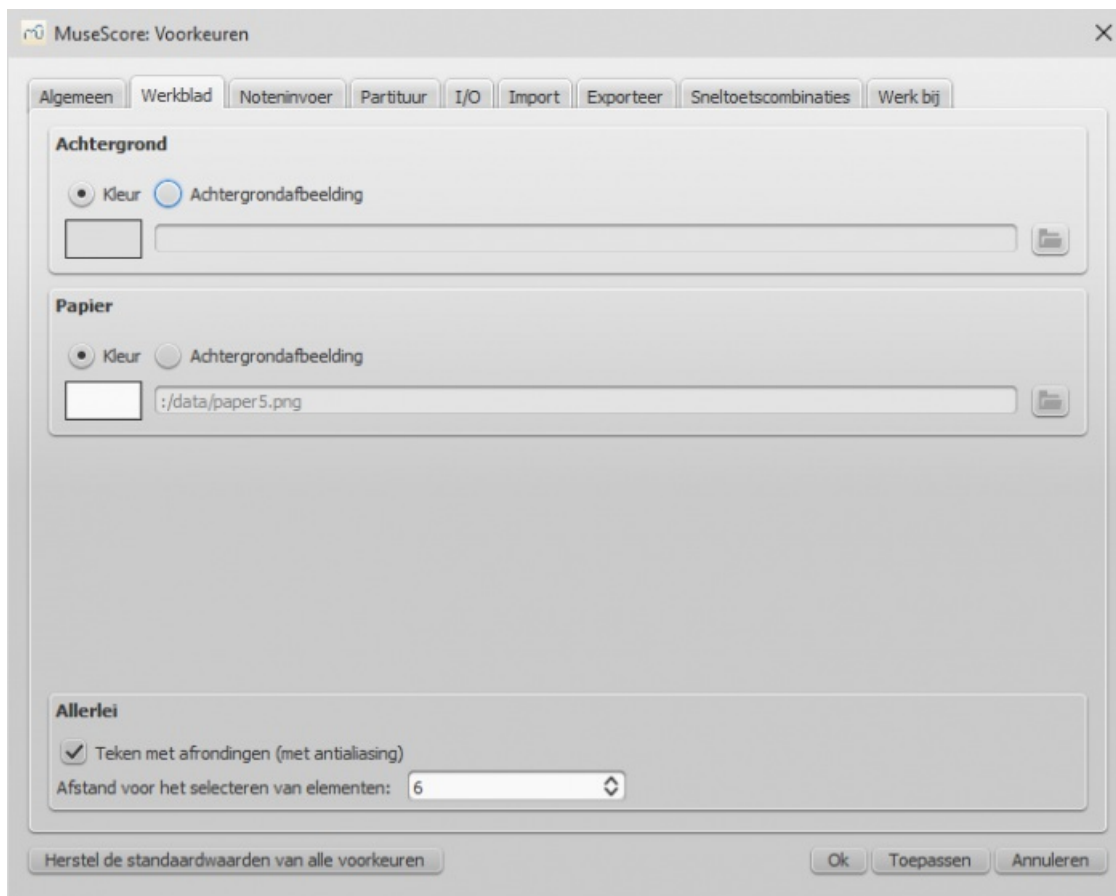 MuseScore: Voorkeuren
Algemeen Werkblad Noteninvoer Partituur I/O Import Exporteer Sneltoetscombinaties Werk bij
Achtergrond
Kleur Achtergrondafbeelding
Papier
Kleur Achtergrondafbeelding
:/data/paper5.png
Allerlei
Teken met afrondingen (met antialiasing)
Afstand voor het selecteren van elementen: 6
Herstel de standaardwaarden van alle voorkeuren Ok Toepassen Annuleren